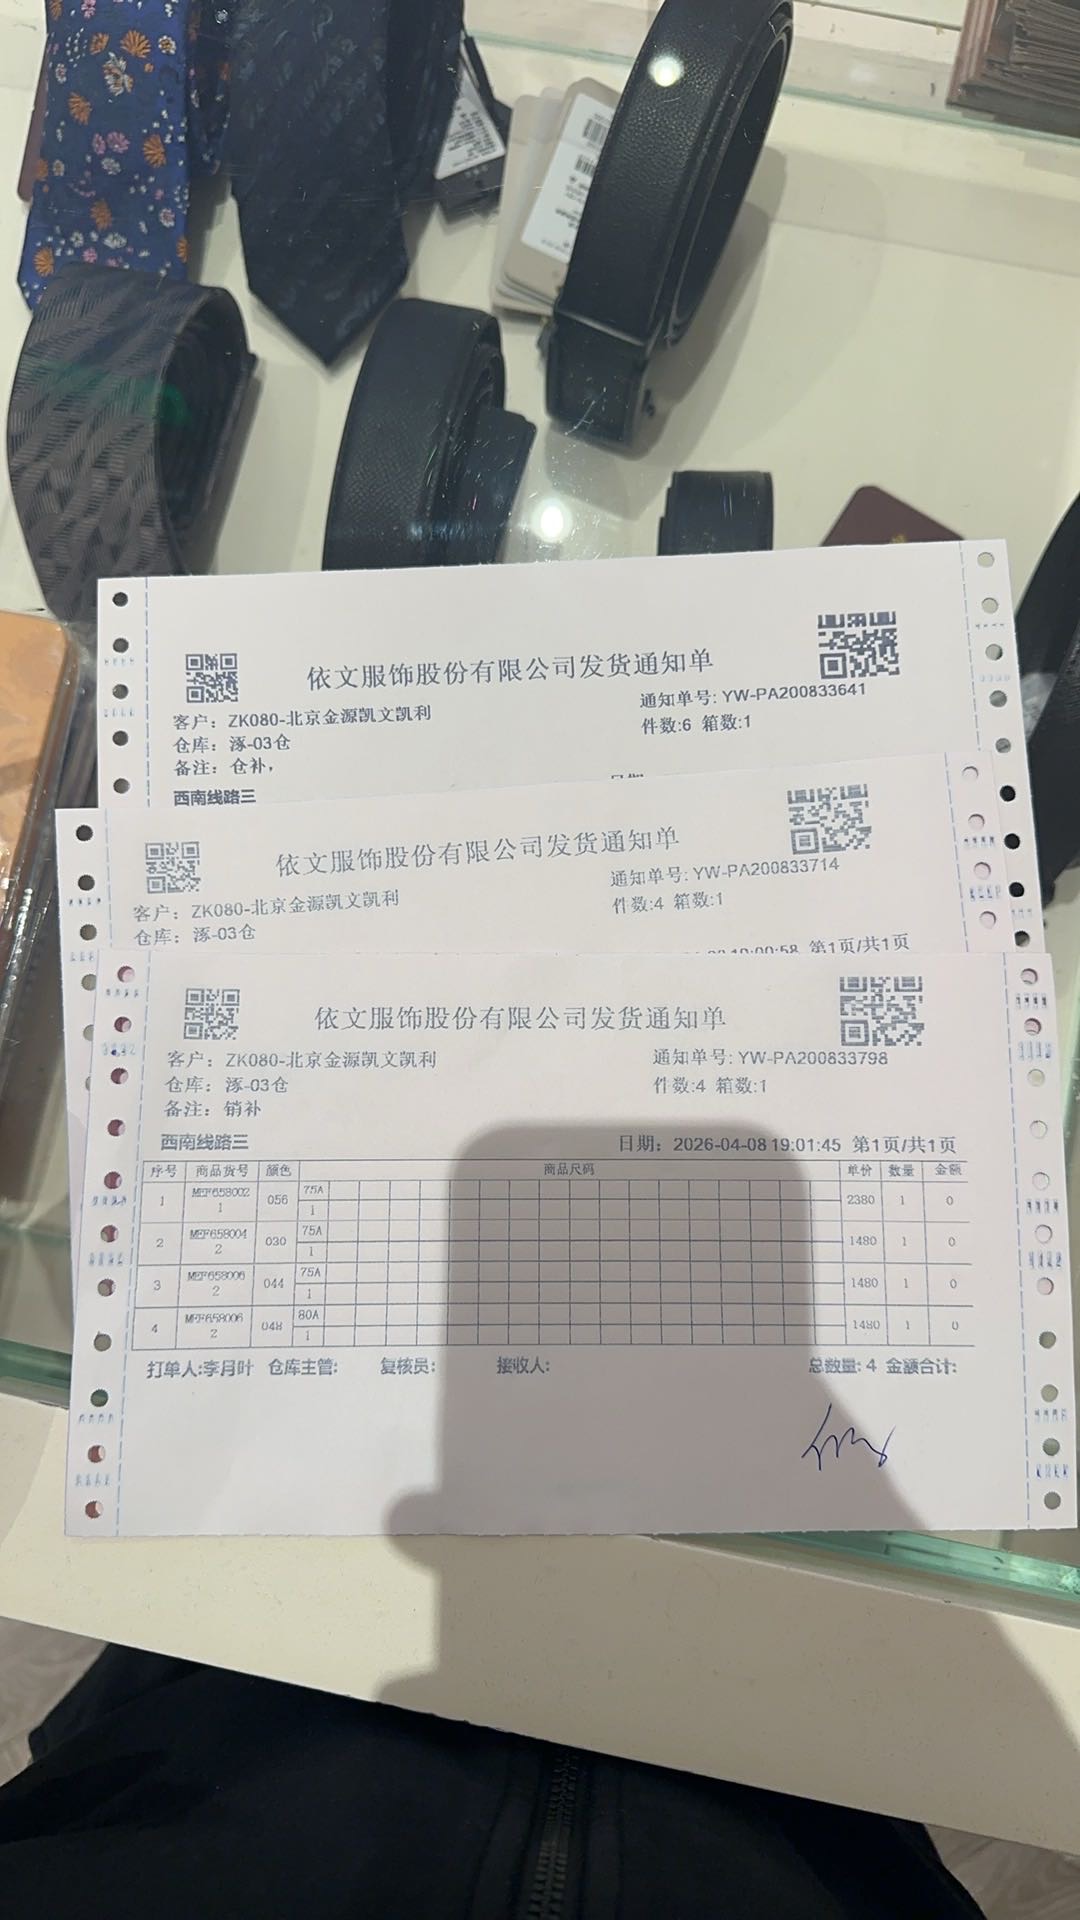 依文服饰股份有限公司发货通知单
通知单号: YW-PA200833641
客户: ZK080-北京金源凯文凯利
件数:6 箱数:1
仓库: 涿-03仓
备注: 仓补,
西南线路三
依文服饰股份有限公司发货通知单
通知单号: YW-PA200833714
客户: ZK080-北京金源凯文凯利
件数:4 箱数:1
仓库: 涿-03仓
第1页/共1页
依文服饰股份有限公司发货通知单
通知单号: YW-PA200833798
客户: ZK080-北京金源凯文凯利
件数:4 箱数:1
仓库: 涿-03仓
备注: 销补
西南线路三 日期: 2026-04-08 19:01:45 第1页/共1页
序号 商品货号 颜色 商品尺码 单价 数量 金额
1 MEF658002 1 056 75A 1 2380 1 0
2 MEF658004 2 030 75A 1 1480 1 0
3 MEF658006 2 044 75A 1 1480 1 0
4 MEF658006 2 048 80A 1 1480 1 0
打单人:李月叶 仓库主管: 复核员: 接收人: 总数量: 4 金额合计: